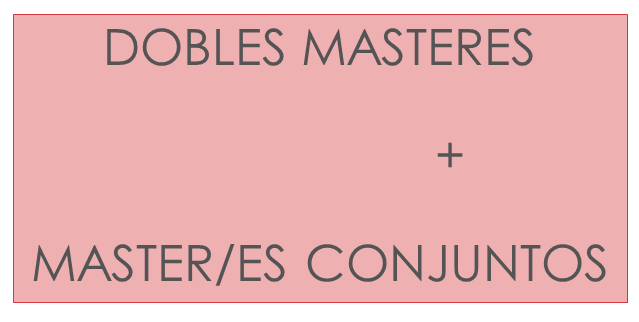 DOBLES MASTERES
+
MASTER/ES CONJUNTOS